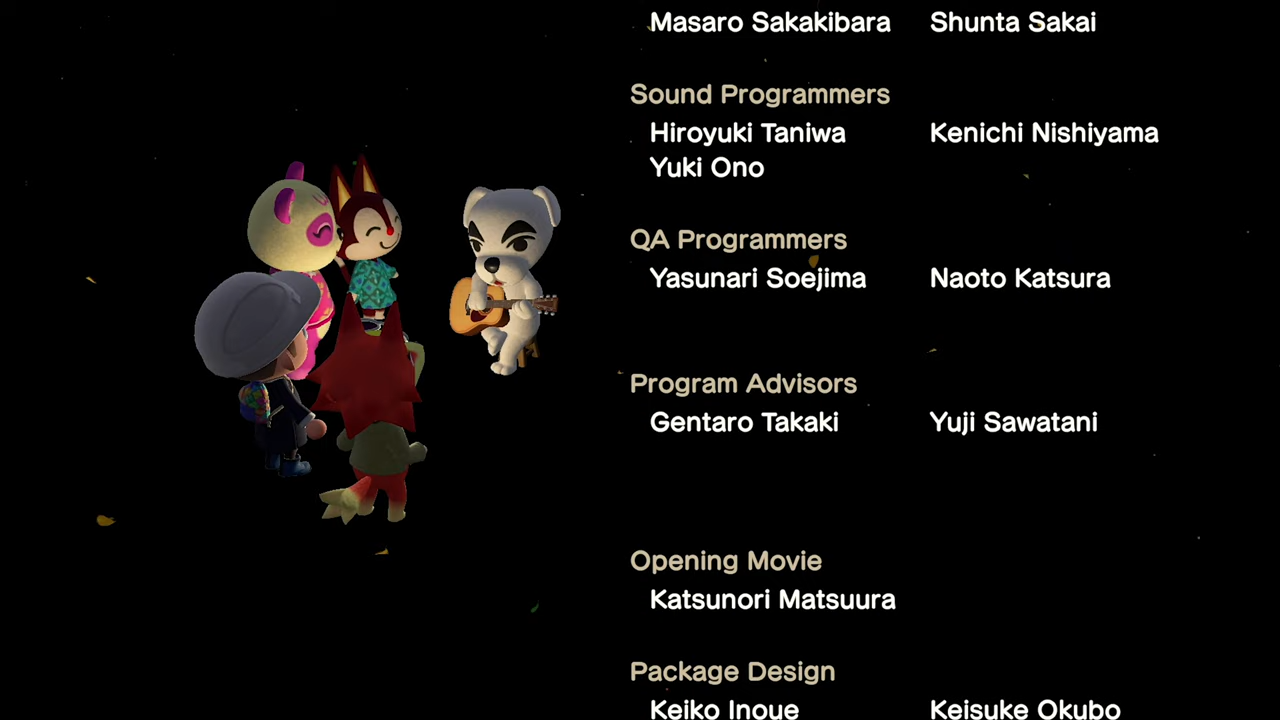 Masaro Sakakibara Shunta Sakai
Sound Programmers
Hiroyuki Taniwa Kenichi Nishiyama
Yuki Ono
QA Programmers
Yasunari Soejima Naoto Katsura
Program Advisors
Gentaro Takaki Yuji Sawatani
Opening Movie
Katsunori Matsuura
Package Design
Keiko Inoue Keisuke Okubo